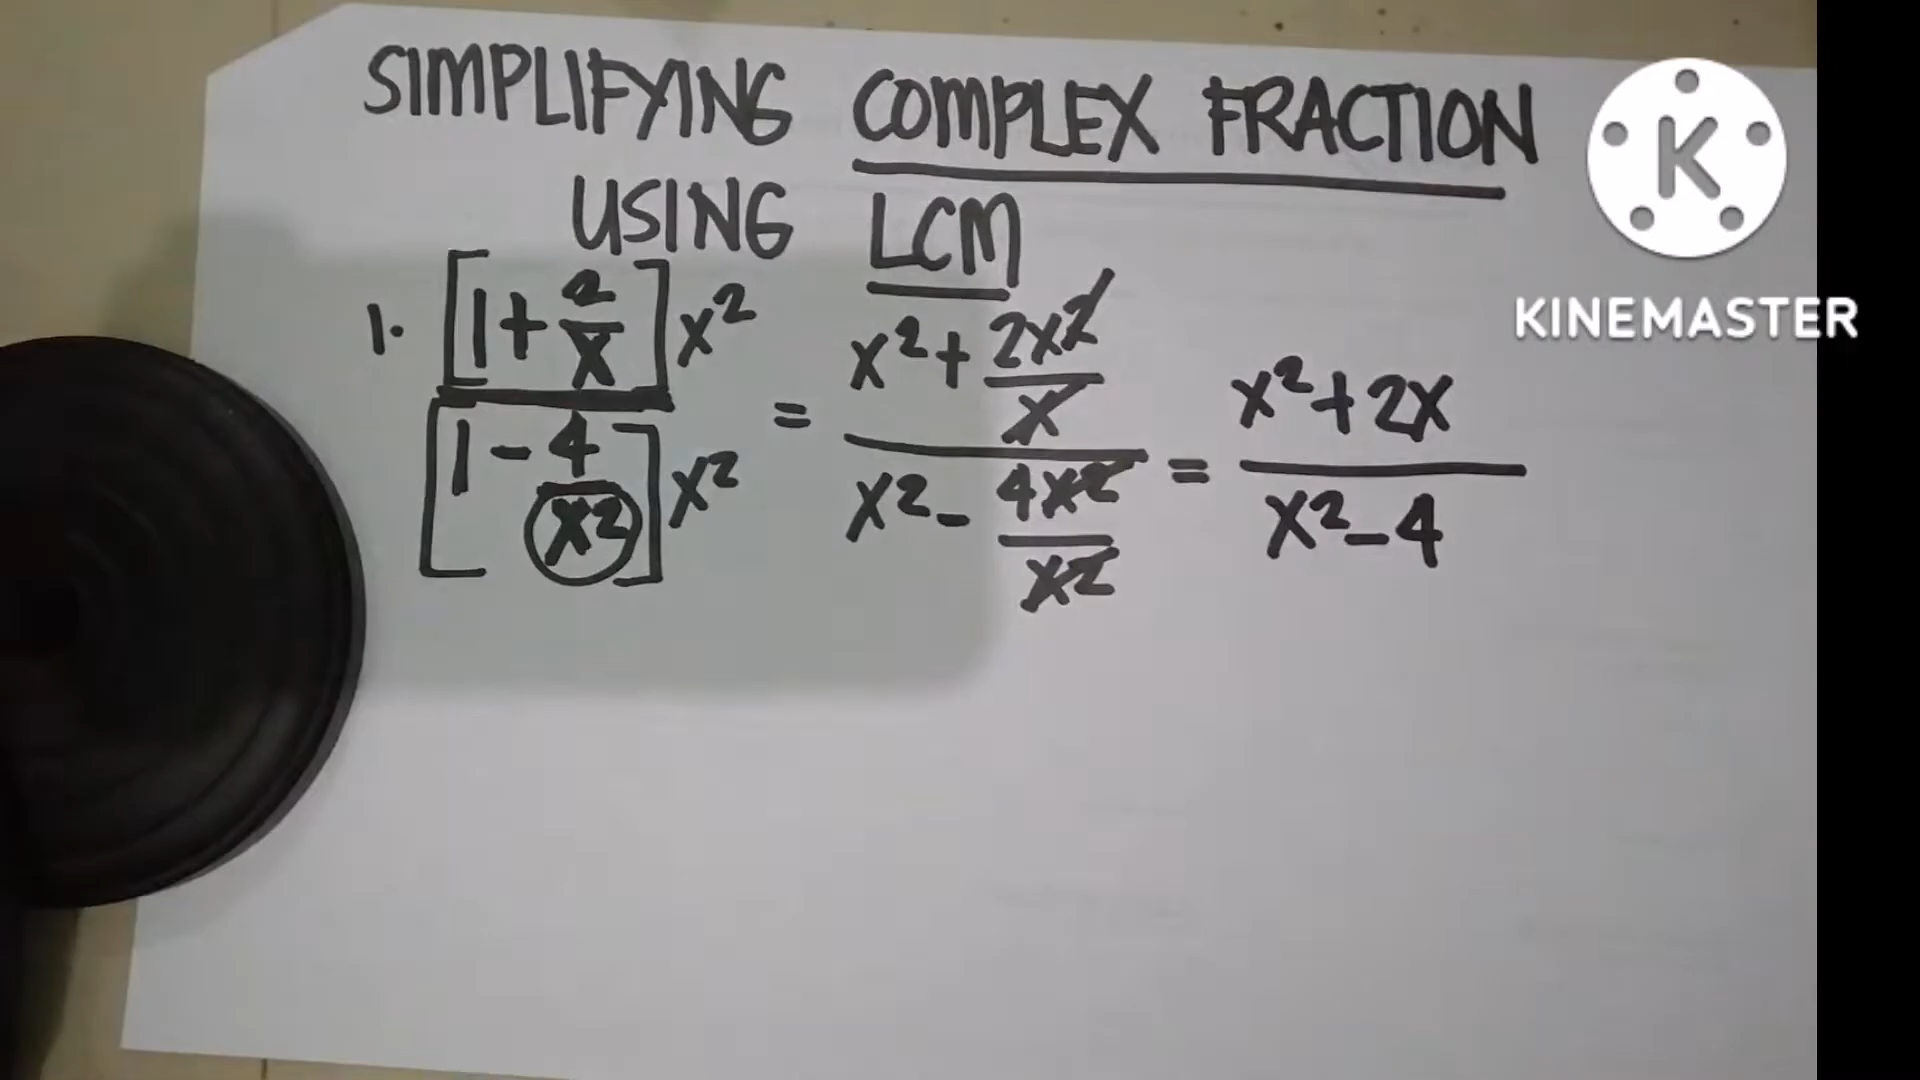 SIMPLIFYING COMPLEX FRACTION
USING LCM
K
KINEMASTER
1. [1 + 2/x] x² / [1 - 4/x²] x² = x² + 2x²/x / x² - 4x²/x² = x² + 2x / x² - 4